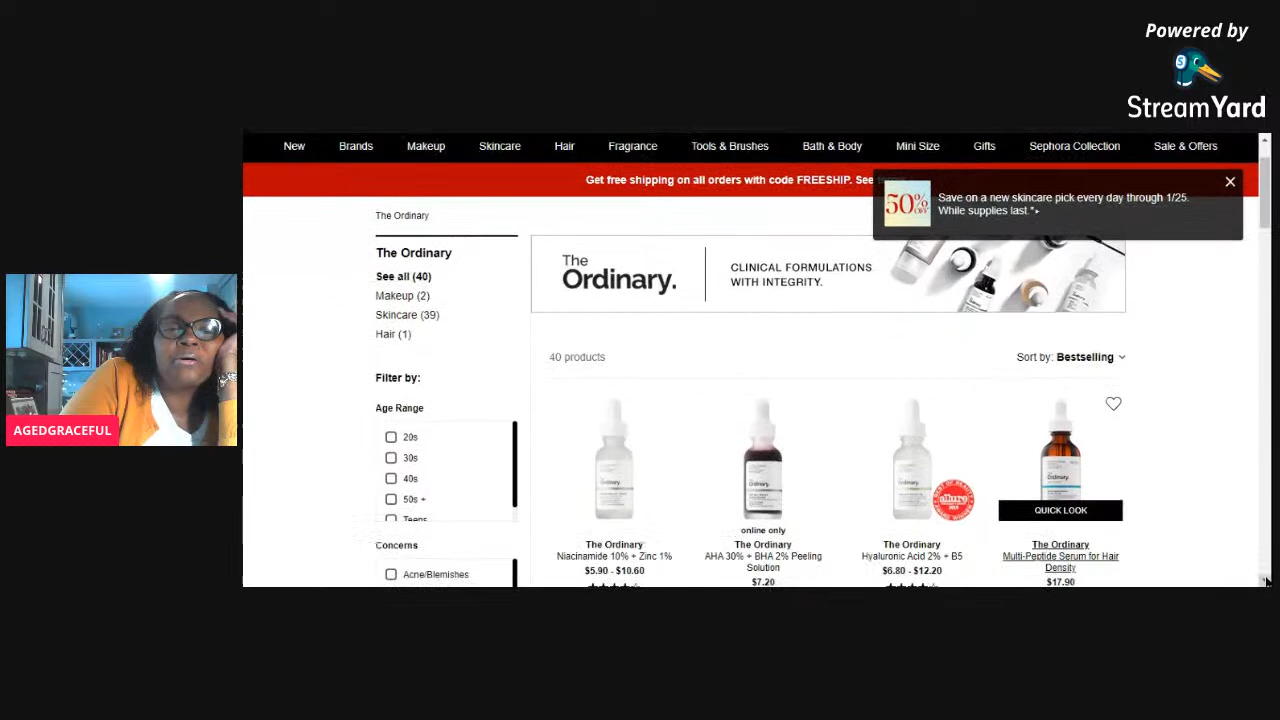 Powered by
StreamYard
New Brands Makeup Skincare Hair Fragrance Tools & Brushes Bath & Body Mini Size Gifts Sephora Collection Sale & Offers
Get free shipping on all orders with code FREESHIP. See
50%
OFF
Save on a new skincare pick every day through 1/25.
While supplies last.*▸
The Ordinary
The Ordinary
See all (40)
Makeup (2)
Skincare (39)
Hair (1)
Filter by:
Age Range
20s
30s
40s
50s +
Teens
Concerns
Acne/Blemishes
The
Ordinary.
CLINICAL FORMULATIONS
WITH INTEGRITY.
40 products
Sort by: Bestselling
The Ordinary
Niacinamide 10% + Zinc 1%
$5.90 - $10.60
online only
The Ordinary
AHA 30% + BHA 2% Peeling
Solution
$7.20
allure
The Ordinary
Hyaluronic Acid 2% + B5
$6.80 - $12.20
QUICK LOOK
The Ordinary
Multi-Peptide Serum for Hair
Density
$17.90
AGEDGRACEFUL